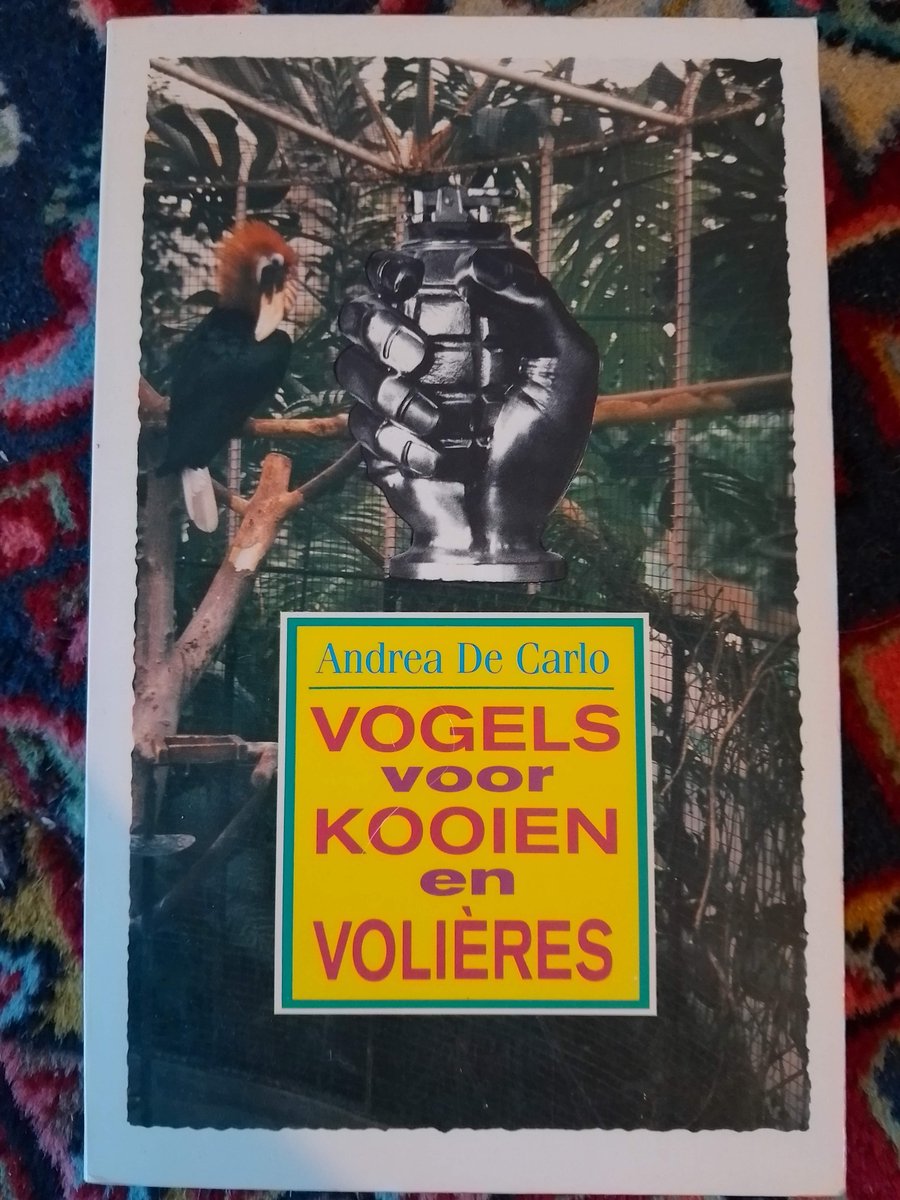 Andrea De Carlo
VOGELS
voor
KOOIEN
en
VOLIÈRES